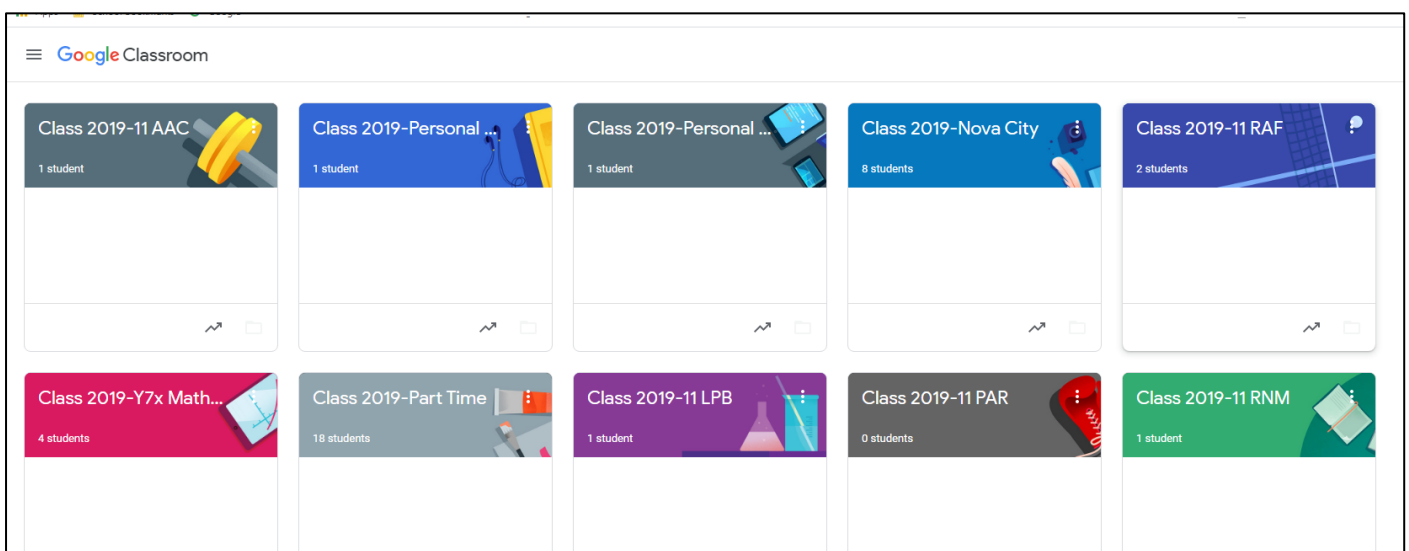 Google Classroom
Class 2019-11 AAC
1 student
Class 2019-Personal ...
1 student
Class 2019-Personal ...
1 student
Class 2019-Nova City
8 students
Class 2019-11 RAF
2 students
Class 2019-Y7x Math...
4 students
Class 2019-Part Time
18 students
Class 2019-11 LPB
1 student
Class 2019-11 PAR
0 students
Class 2019-11 RNM
1 student